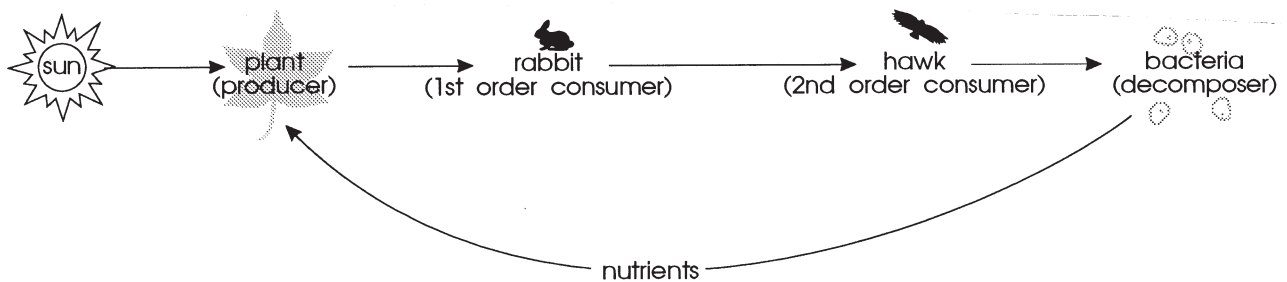 sun
plant
(producer)
rabbit
(1st order consumer)
hawk
(2nd order consumer)
bacteria
(decomposer)
nutrients